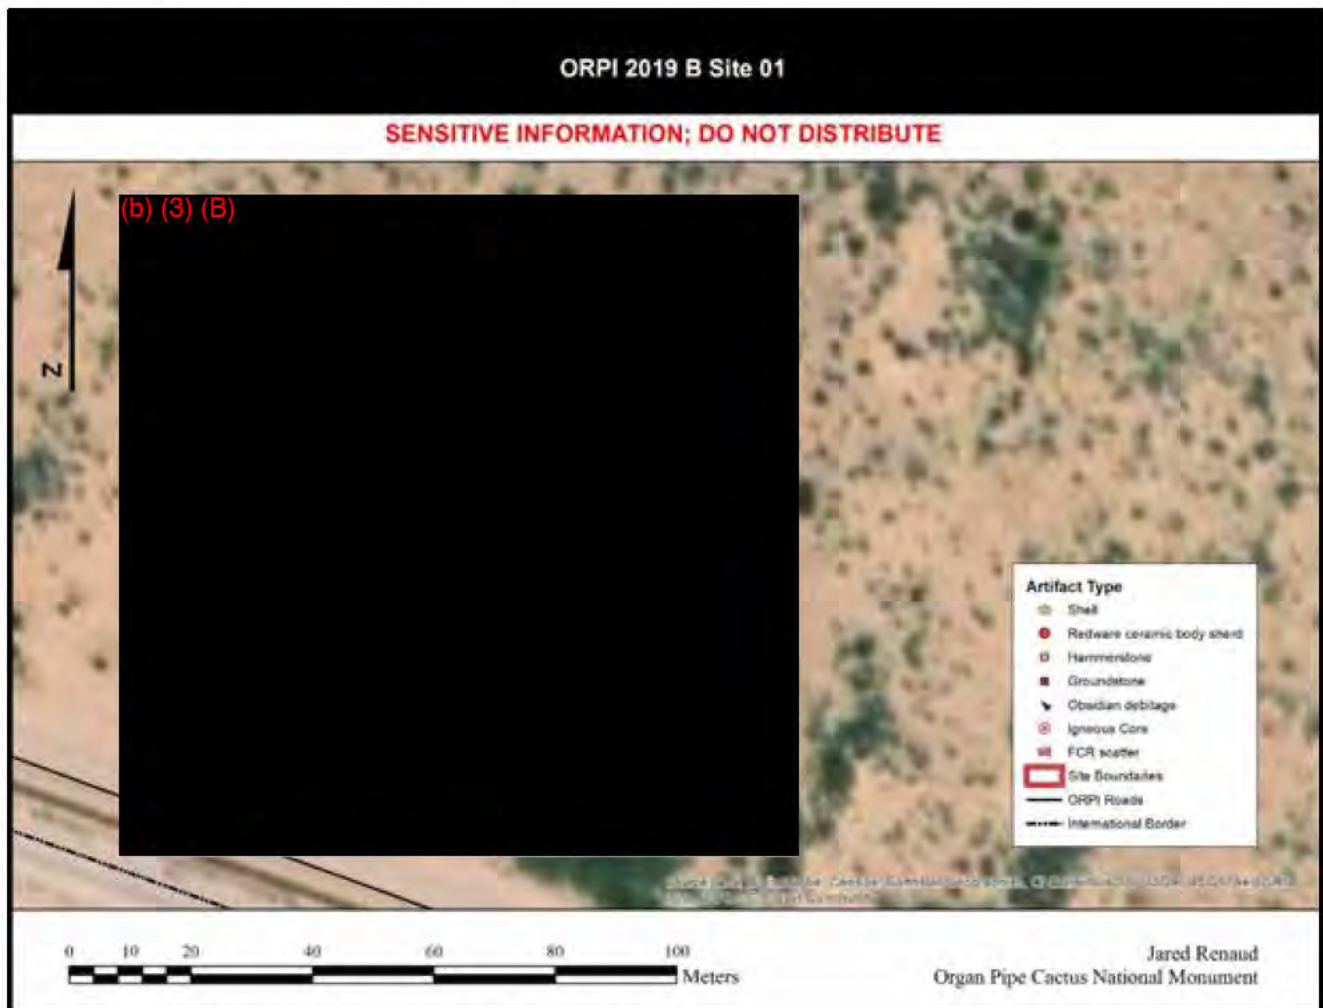 ORPI 2019 B Site 01
SENSITIVE INFORMATION; DO NOT DISTRIBUTE
(b) (3) (B)
N
Artifact Type
Shell
Redware ceramic body sherd
Hammerstone
Groundstone
Obsidian debitage
Igneous Core
FCR scatter
Site Boundaries
ORPI Roads
International Border
0 10 20 40 60 80 100
Meters
Jared Renaud
Organ Pipe Cactus National Monument